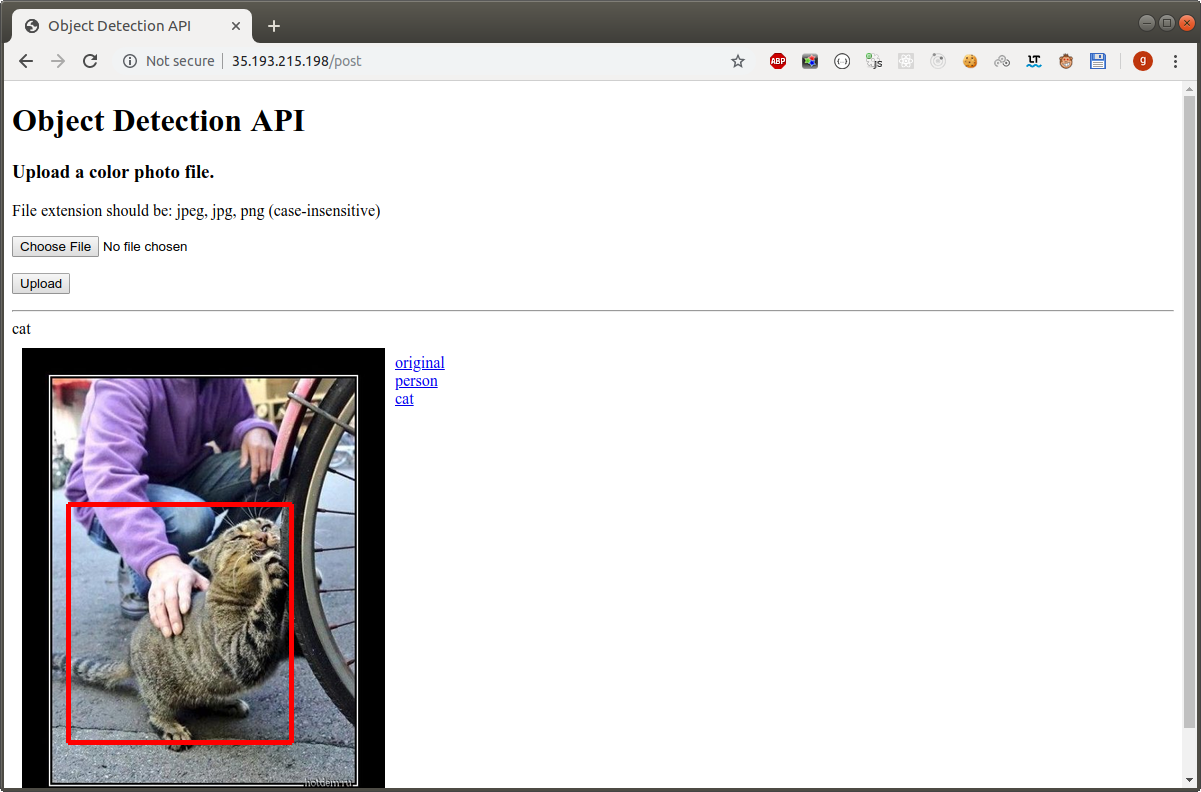 Object Detection API
Not secure 35.193.215.198/post
ABP
{··}
js
LT
g
Object Detection API
Upload a color photo file.
File extension should be: jpeg, jpg, png (case-insensitive)
Choose File No file chosen
Upload
cat
original
person
cat
hotdem.ru